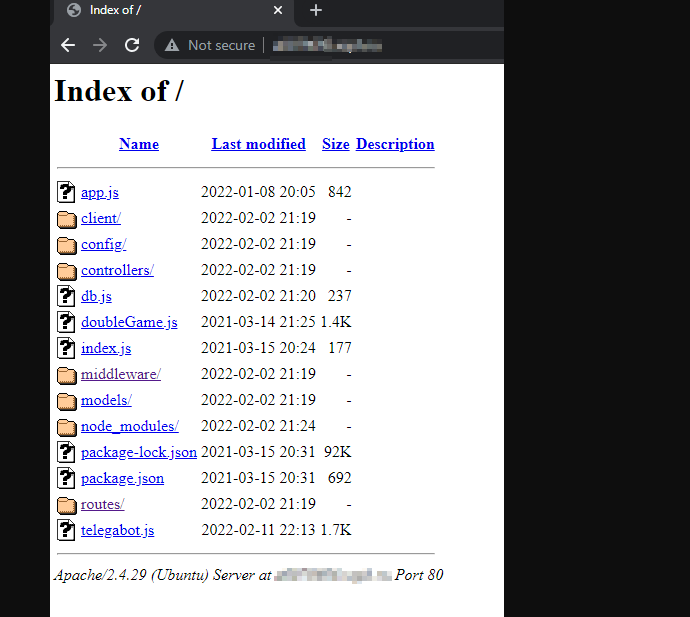 Index of /
Not secure
Index of /
Name Last modified Size Description
app.js 2022-01-08 20:05 842
client/ 2022-02-02 21:19 -
config/ 2022-02-02 21:19 -
controllers/ 2022-02-02 21:19 -
db.js 2022-02-02 21:20 237
doubleGame.js 2021-03-14 21:25 1.4K
index.js 2021-03-15 20:24 177
middleware/ 2022-02-02 21:19 -
models/ 2022-02-02 21:19 -
node_modules/ 2022-02-02 21:24 -
package-lock.json 2021-03-15 20:31 92K
package.json 2021-03-15 20:31 692
routes/ 2022-02-02 21:19 -
telegabot.js 2022-02-11 22:13 1.7K
Apache/2.4.29 (Ubuntu) Server at Port 80